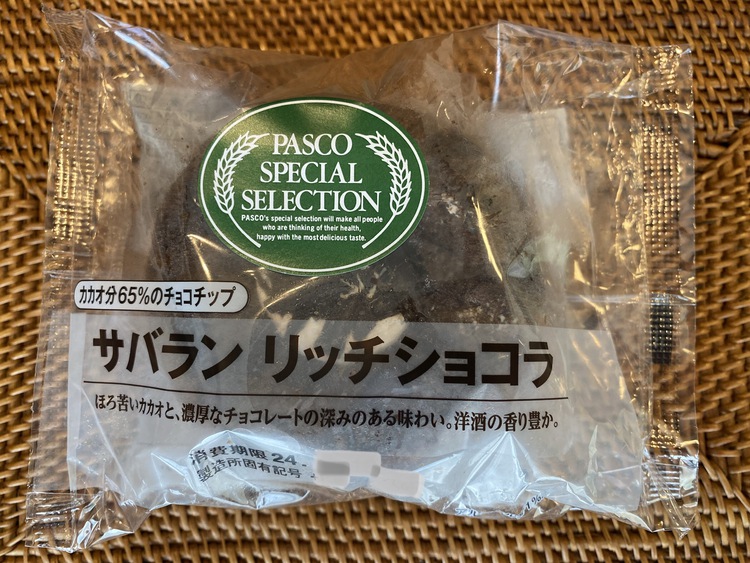 PASCO
SPECIAL
SELECTION
PASCO's special selection will make all people
who are thinking of their health,
happy with the most delicious taste.
カカオ分65%のチョコチップ
サバラン リッチショコラ
ほろ苦いカカオと、濃厚なチョコレートの深みのある味わい。洋酒の香り豊か。
消費期限 24.
製造所固有記号
1%